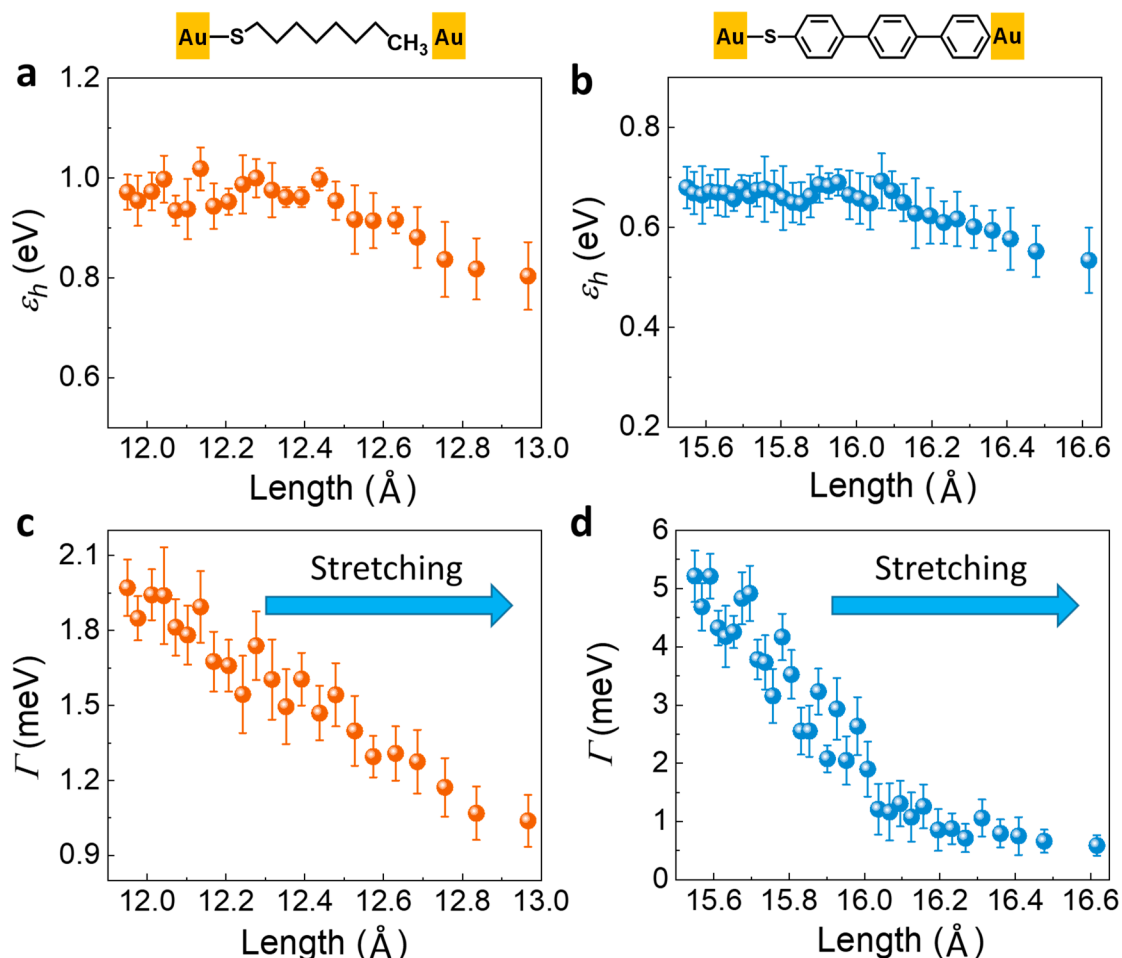 Au S CH3 Au
Au S Au
a
1.2
1.0
0.8
0.6
εh (eV)
12.0 12.2 12.4 12.6 12.8 13.0
Length (Å)
b
0.8
0.6
0.4
0.2
εh (eV)
15.6 15.8 16.0 16.2 16.4 16.6
Length (Å)
c
Stretching
2.1
1.8
1.5
1.2
0.9
Γ (meV)
12.0 12.2 12.4 12.6 12.8 13.0
Length (Å)
d
Stretching
6
5
4
3
2
1
0
Γ (meV)
15.6 15.8 16.0 16.2 16.4 16.6
Length (Å)